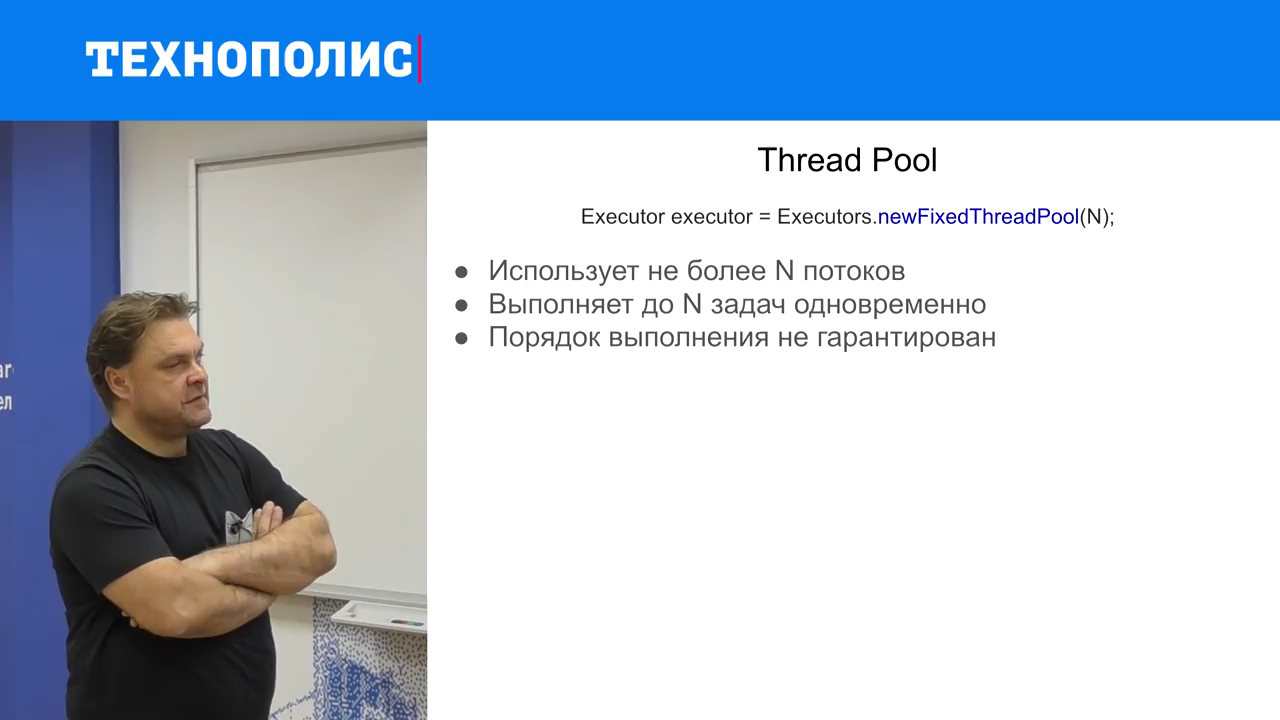 ТЕХНОПОЛИС
Thread Pool
Executor executor = Executors.newFixedThreadPool(N);
● Использует не более N потоков
● Выполняет до N задач одновременно
● Порядок выполнения не гарантирован